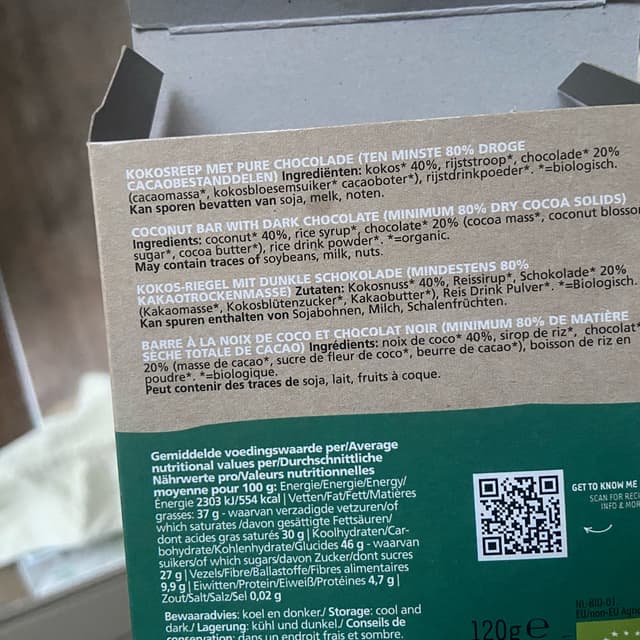 KOKOSREEP MET PURE CHOCOLADE (TEN MINSTE 80% DROGE
CACAOBESTANDDELEN) Ingrediënten: kokos* 40%, rijststroop*, chocolade* 20%
(cacaomassa*, kokosbloesemsuiker* cacaoboter*), rijstdrinkpoeder*. *=biologisch.
Kan sporen bevatten van soja, melk, noten.
COCONUT BAR WITH DARK CHOCOLATE (MINIMUM 80% DRY COCOA SOLIDS)
Ingredients: coconut* 40%, rice syrup*, chocolate* 20% (cocoa mass*, coconut blossom
sugar*, cocoa butter*), rice drink powder*. *=organic.
May contain traces of soybeans, milk, nuts.
KOKOS-RIEGEL MIT DUNKLE SCHOKOLADE (MINDESTENS 80%
KAKAOTROCKENMASSE) Zutaten: Kokosnuss* 40%, Reissirup*, Schokolade* 20%
(Kakaomasse*, Kokosblütenzucker*, Kakaobutter*), Reis Drink Pulver*. *=Biologisch.
Kan spuren enthalten von Sojabohnen, Milch, Schalenfrüchten.
BARRE À LA NOIX DE COCO ET CHOCOLAT NOIR (MINIMUM 80% DE MATIÈRE
SÈCHE TOTALE DE CACAO) Ingrédients: noix de coco* 40%, sirop de riz*, chocolat*
20% (masse de cacao*, sucre de fleur de coco*, beurre de cacao*), boisson de riz en
poudre*. *=biologique.
Peut contenir des traces de soja, lait, fruits à coque.
Gemiddelde voedingswaarde per/Average
nutritional values per/Durchschnittliche
Nährwerte pro/Valeurs nutritionnelles
moyenne pour 100 g: Energie/Energie/Energy/
Énergie 2303 kJ/554 kcal | Vetten/Fat/Fett/Matières
grasses: 37 g - waarvan verzadigde vetzuren/of
which saturates /davon gesättigte Fettsäuren/
dont acides gras saturés 30 g | Koolhydraten/Car-
bohydrate/Kohlenhydrate/Glucides 46 g - waarvan
suikers/of which sugars/davon Zucker/dont sucres
27 g | Vezels/Fibre/Ballastoffe/Fibres alimentaires
9,9 g | Eiwitten/Protein/Eiweiß/Protéines 4,7 g |
Zout/Salt/Salz/Sel 0,02 g
Bewaaradvies: koel en donker./ Storage: cool and
dark./ Lagerung: kühl und dunkel./ Conseils de
conservation: dans un endroit frais et sombre.
GET TO KNOW ME
SCAN FOR
INFO & MOR
120g e
NL-BIO-01
EU/non-EU